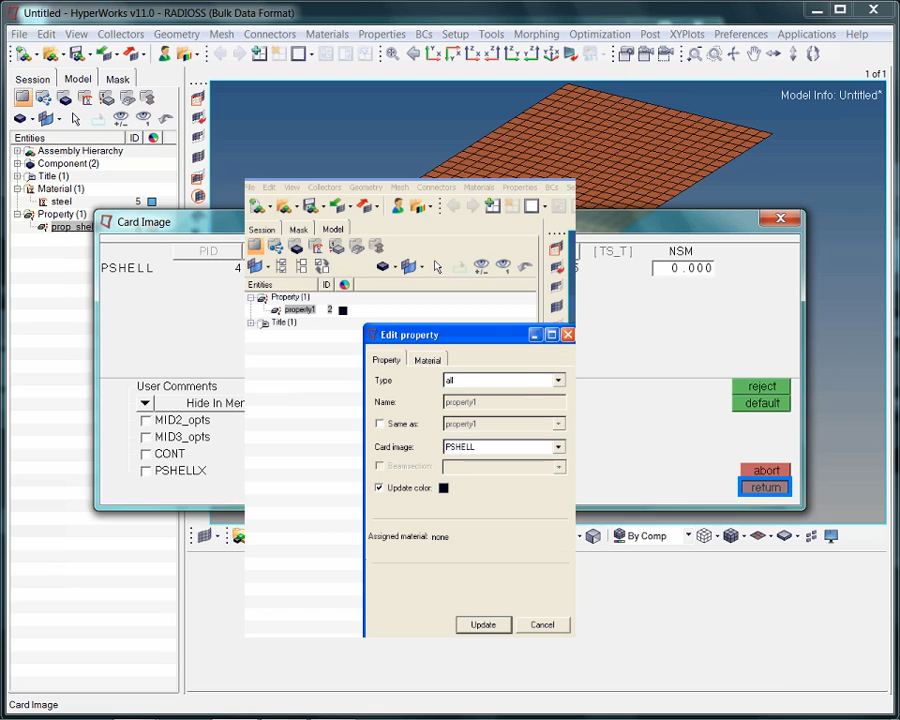 Untitled - HyperWorks v11.0 - RADIOSS (Bulk Data Format)
File Edit View Collectors Geometry Mesh Connectors Materials Properties BCs Setup Tools Morphing Optimization Post XYPlots Preferences Applications Help
Session Model Mask
1 of 1
Model Info: Untitled*
Entities ID
Assembly Hierarchy
Component (2)
Title (1)
Material (1)
steel 5
Property (1)
prop_shel
Card Image
PID [TS_T] NSM
PSHELL 4 0.000
User Comments
Hide In Men
MID2_opts
MID3_opts
CONT
PSHELLX
reject
default
abort
return
Edit View Collectors Geometry Mesh Connectors Materials Properties BCs
Session Mask Model
Entities ID
Property (1)
property1 2
Title (1)
Edit property
Property Material
Type all
Name: property1
Same as: property1
Card image: PSHELL
Beamsection:
Update color:
Assigned material: none
Update Cancel
By Comp
Card Image